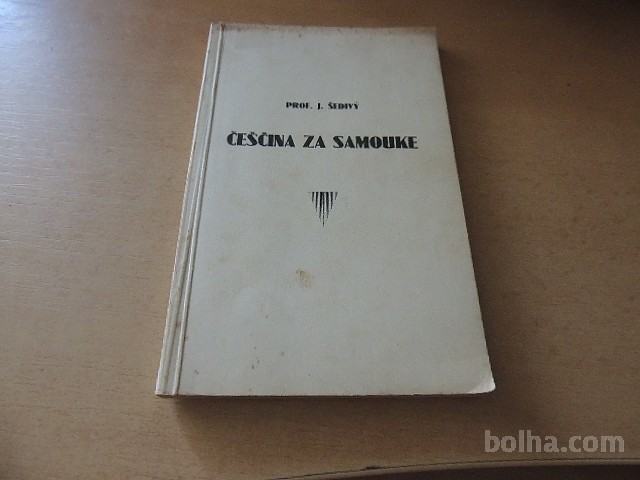 PROF. J. ŠEDIVÝ
ČEŠČINA ZA SAMOUKE
bolha.com